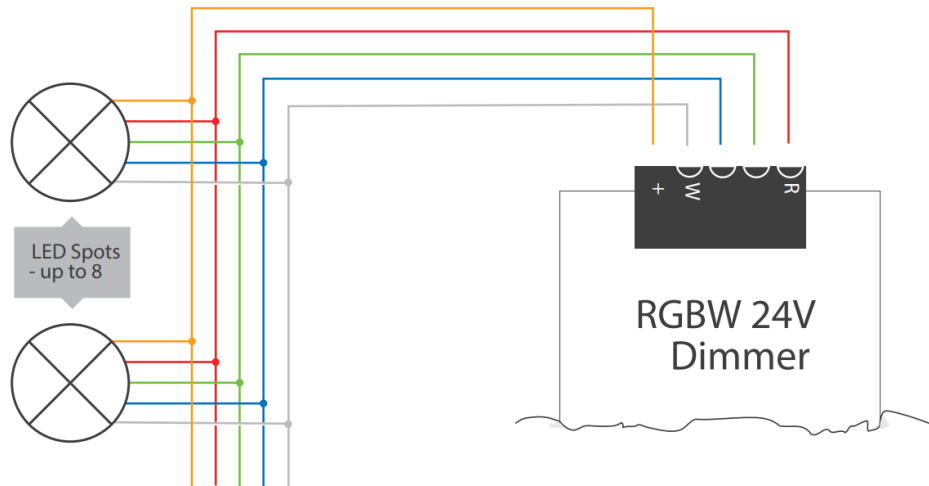 + W R
LED Spots
- up to 8
RGBW 24V
Dimmer